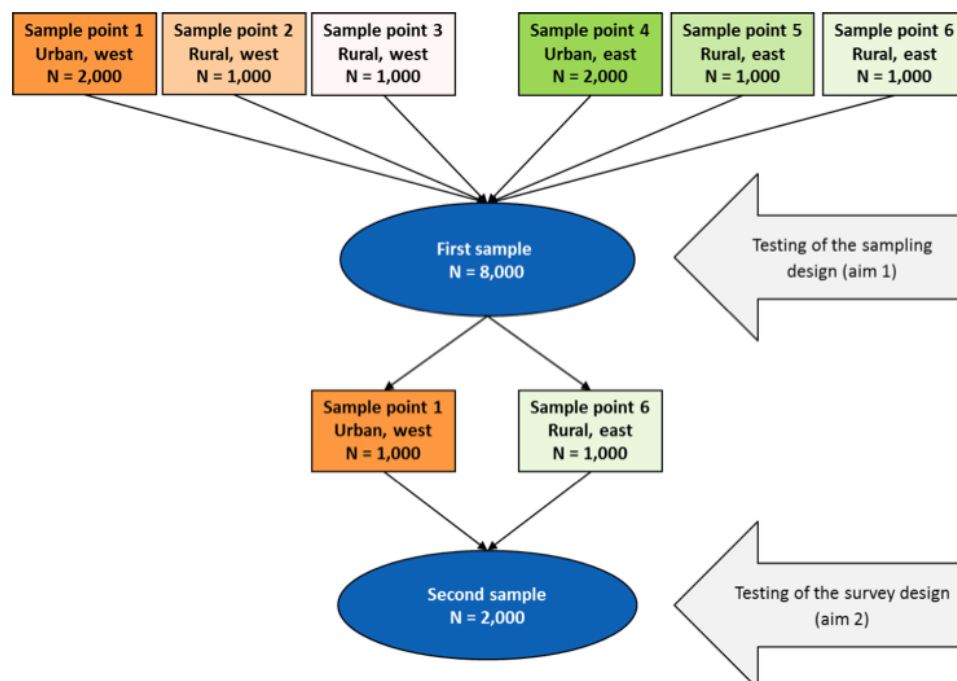 Sample point 1
Urban, west
N = 2,000
Sample point 2
Rural, west
N = 1,000
Sample point 3
Rural, west
N = 1,000
Sample point 4
Urban, east
N = 2,000
Sample point 5
Rural, east
N = 1,000
Sample point 6
Rural, east
N = 1,000
First sample
N = 8,000
Testing of the sampling
design (aim 1)
Sample point 1
Urban, west
N = 1,000
Sample point 6
Rural, east
N = 1,000
Second sample
N = 2,000
Testing of the survey design
(aim 2)